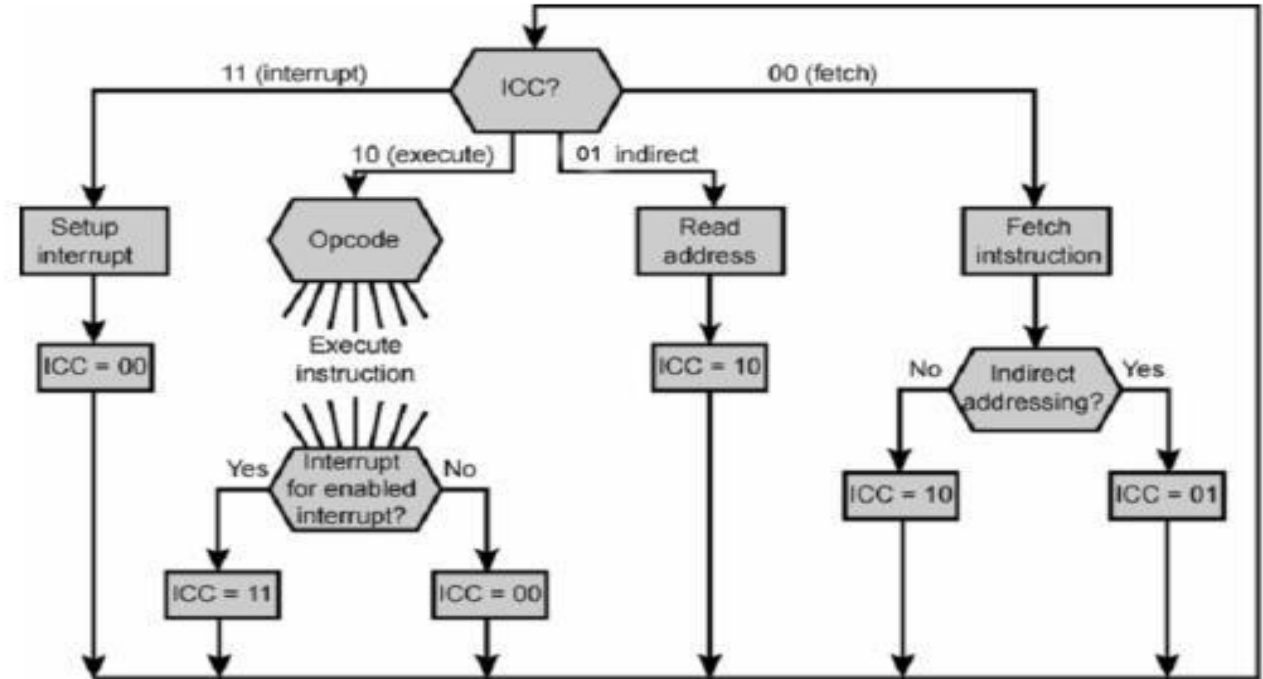 11 (interrupt)
ICC?
00 (fetch)
10 (execute)
01 indirect
Setup
interrupt
Opcode
Read
address
Fetch
intstruction
ICC = 00
Execute
instruction
ICC = 10
No
Indirect
addressing?
Yes
Yes
Interrupt
for enabled
interrupt?
No
ICC = 10
ICC = 01
ICC = 11
ICC = 00